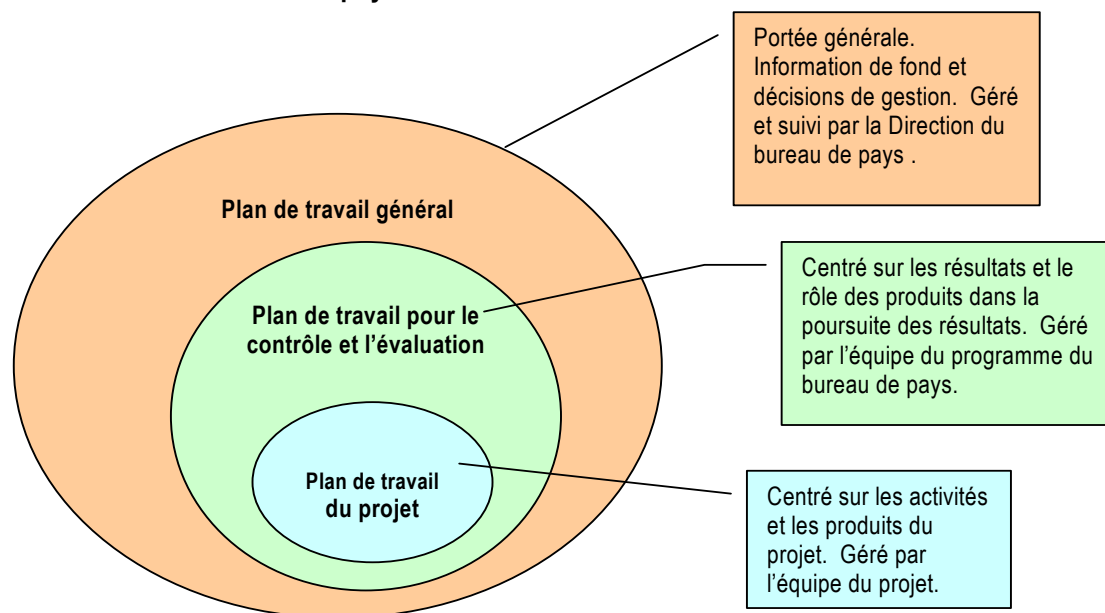 Portée générale.
Information de fond et
décisions de gestion. Géré
et suivi par la Direction du
bureau de pays .
Plan de travail général
Centré sur les résultats et le
rôle des produits dans la
poursuite des résultats. Géré
par l'équipe du programme du
bureau de pays.
Plan de travail pour le
contrôle et l'évaluation
Plan de travail
du projet
Centré sur les activités
et les produits du
projet. Géré par
l'équipe du projet.